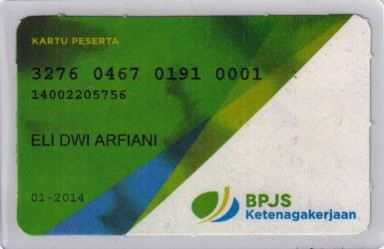 KARTU PESERTA
3276 0467 0191 0001
14002205756
ELI DWI ARFIANI
01-2014
BPJS
Ketenagakerjaan